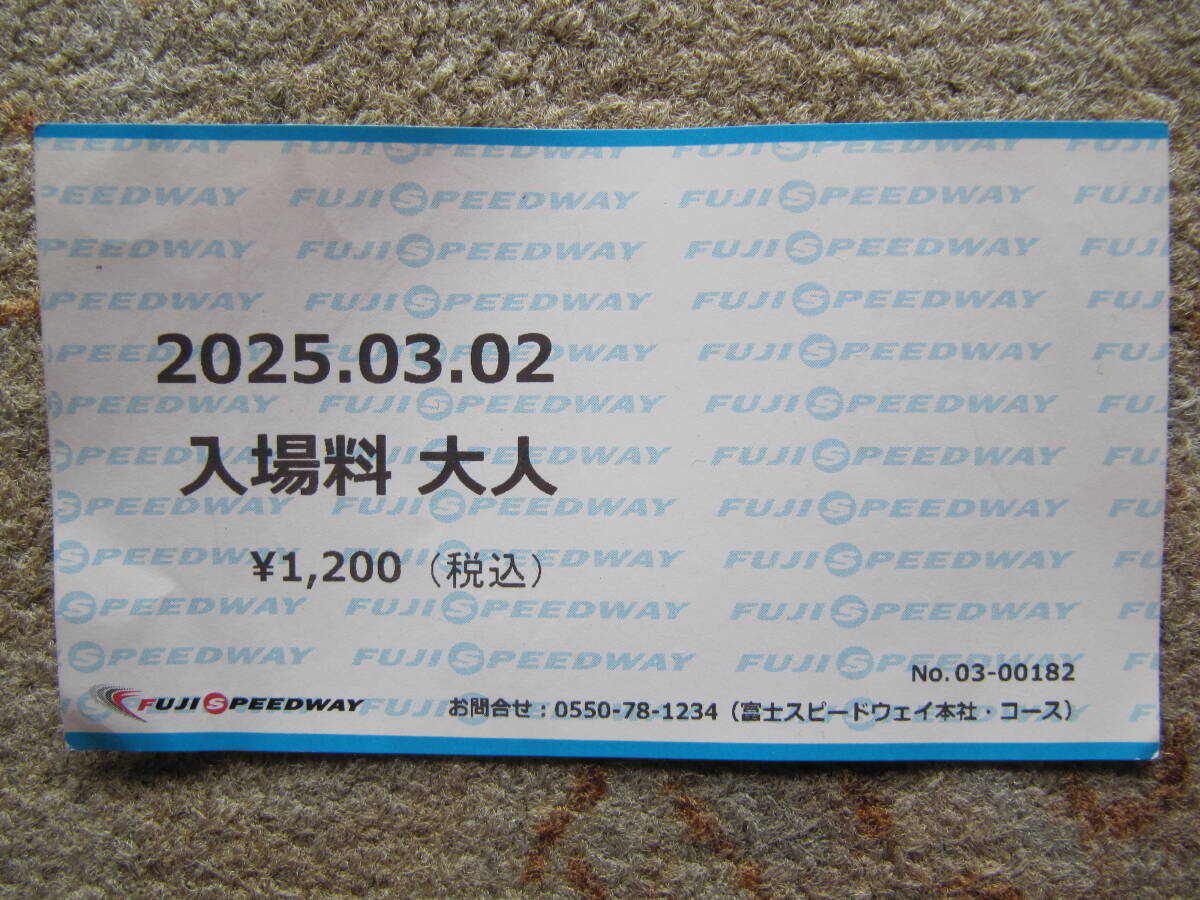 2025.03.02
入場料 大人
¥1,200（税込）
No. 03-00182
FUJI SPEEDWAY
お問合せ：0550-78-1234（富士スピードウェイ本社・コース）